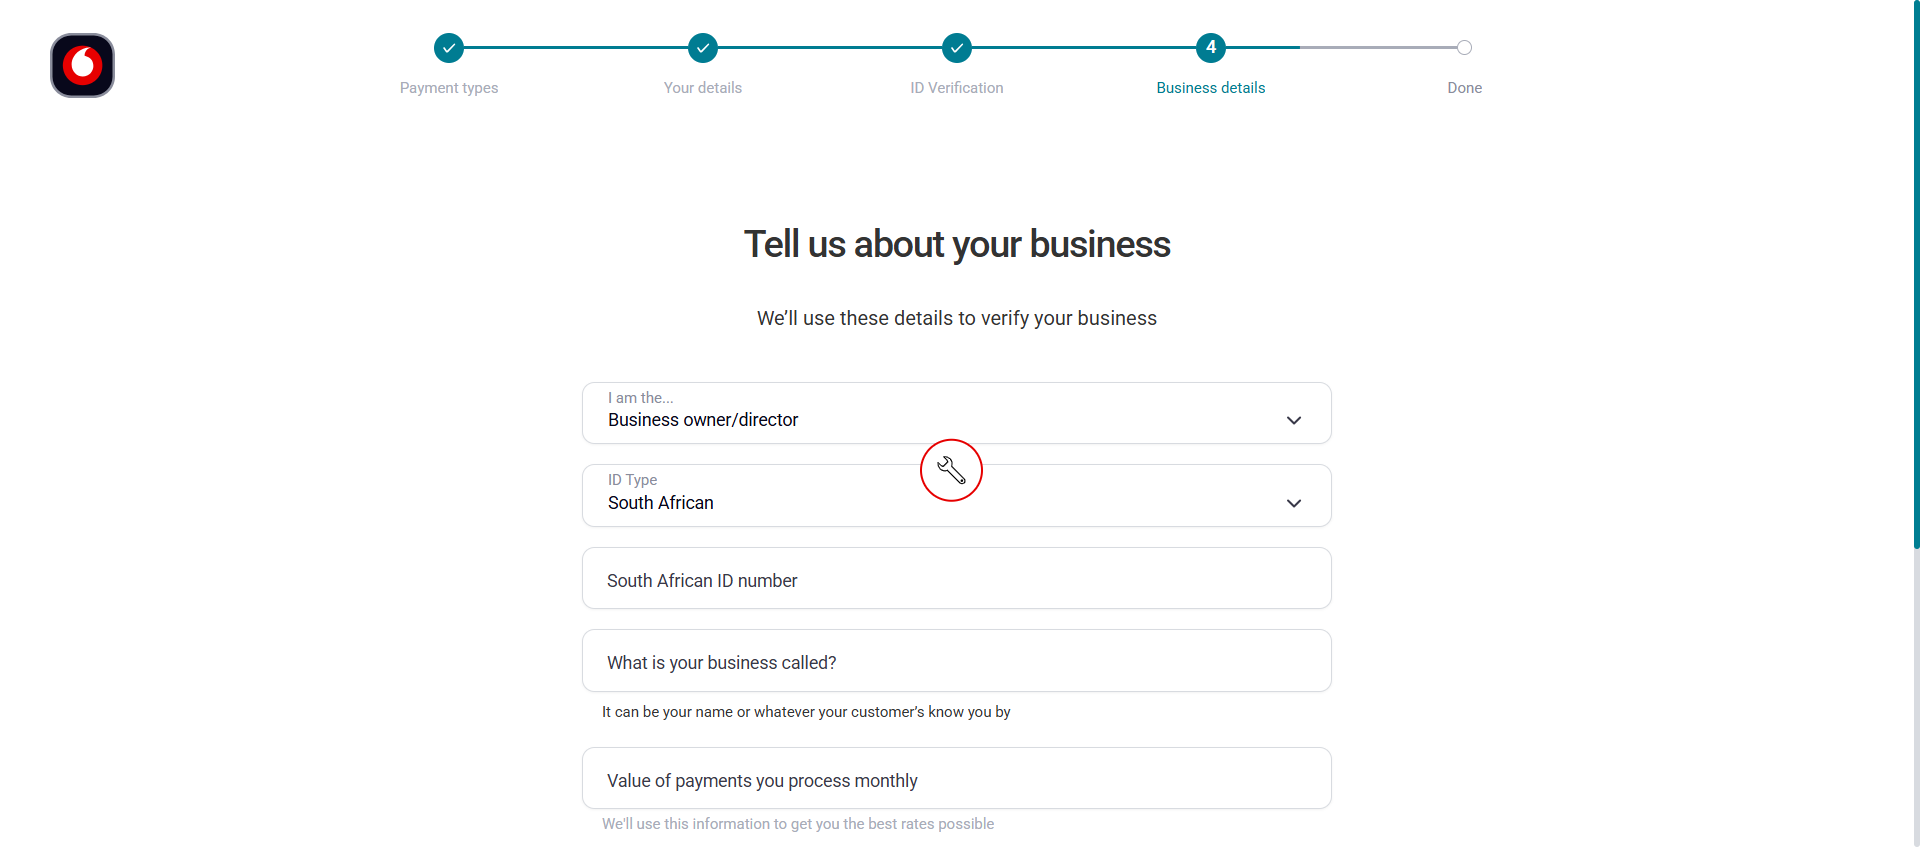 4
Payment types
Your details
ID Verification
Business details
Done
Tell us about your business
We’ll use these details to verify your business
I am the...
Business owner/director
ID Type
South African
South African ID number
What is your business called?
It can be your name or whatever your customer’s know you by
Value of payments you process monthly
We'll use this information to get you the best rates possible